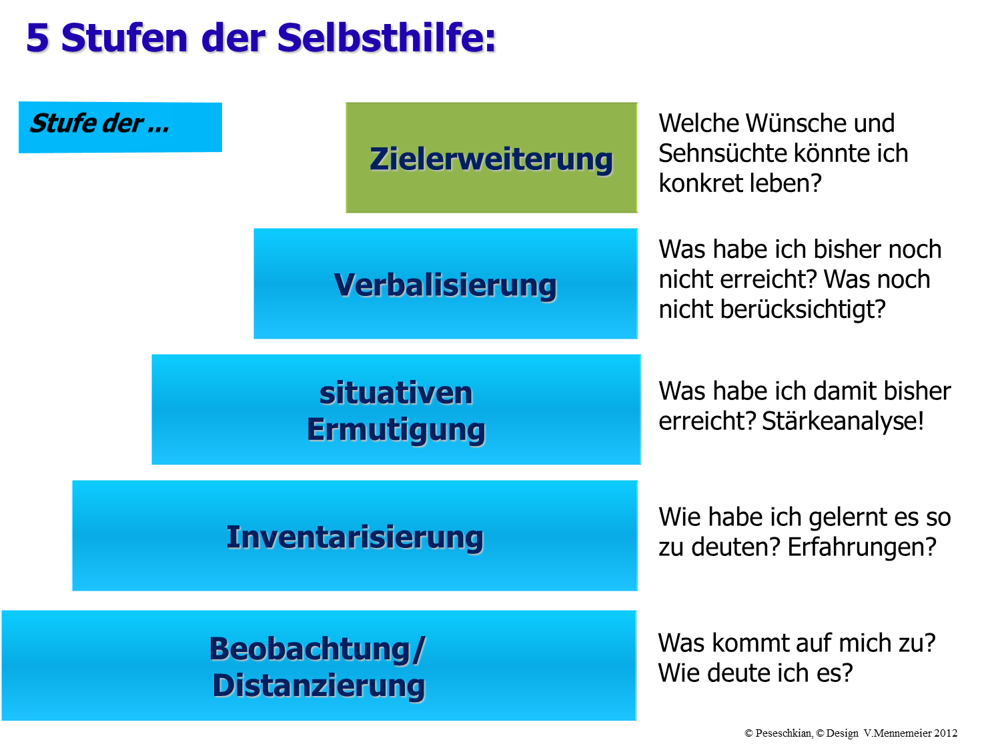 5 Stufen der Selbsthilfe:
Stufe der ...
Zielerweiterung
Welche Wünsche und
Sehnsüchte könnte ich
konkret leben?
Verbalisierung
Was habe ich bisher noch
nicht erreicht? Was noch
nicht berücksichtigt?
situativen
Ermutigung
Was habe ich damit bisher
erreicht? Stärkeanalyse!
Inventarisierung
Wie habe ich gelernt es so
zu deuten? Erfahrungen?
Beobachtung/
Distanzierung
Was kommt auf mich zu?
Wie deute ich es?
© Peseschkian, © Design V.Mennemeier 2012